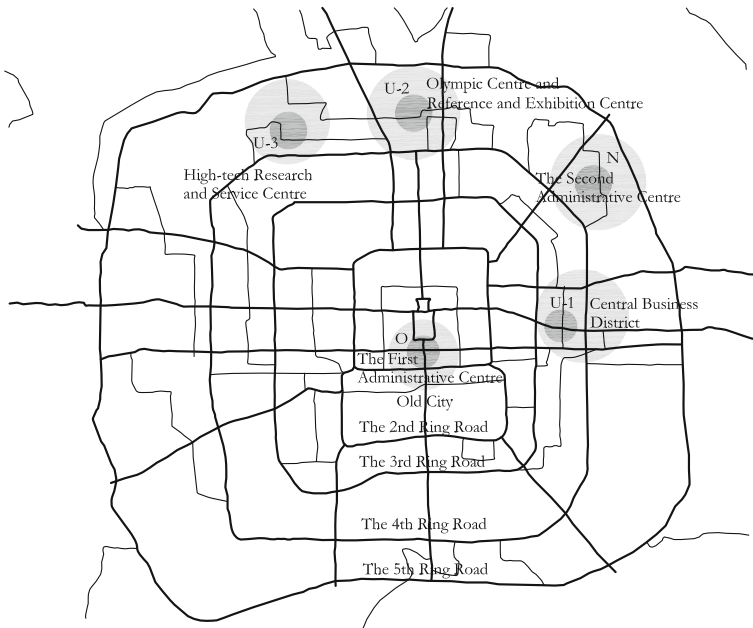 U-2
Olympic Centre and
Reference and Exhibition Centre
U-3
High-tech Research
and Service Centre
N
The Second
Administrative Centre
U-1
Central Business
District
O
The First
Administrative Centre
Old City
The 2nd Ring Road
The 3rd Ring Road
The 4th Ring Road
The 5th Ring Road